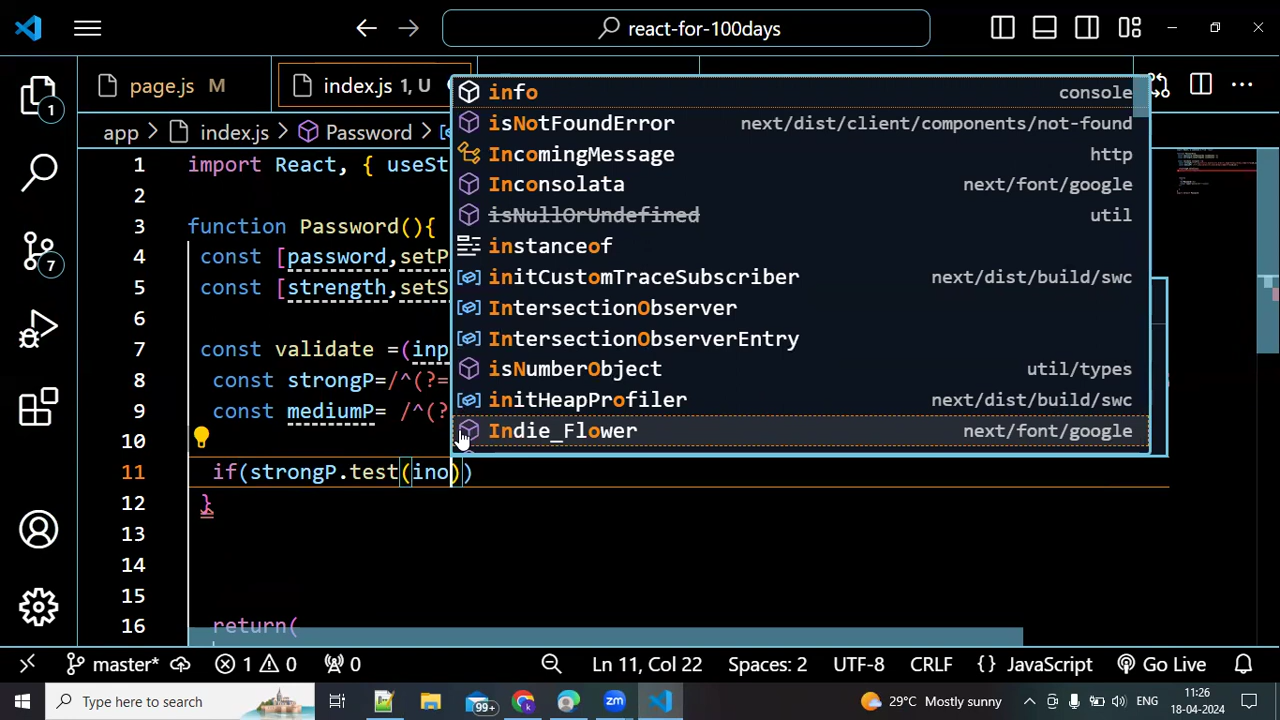 react-for-100days
page.js M
index.js 1, U
app > index.js > Password
1 import React, { useSt
2
3 function Password(){
4 const [password,setP
5 const [strength,setS
6
7 const validate =(inp
8 const strongP=/^(?=
9 const mediumP= /^(?
10
11 if(strongP.test(ino))
12 }
13
14
15
16 return(
info console
isNotFoundError next/dist/client/components/not-found
IncomingMessage http
Inconsolata next/font/google
isNullOrUndefined util
instanceof
initCustomTraceSubscriber next/dist/build/swc
IntersectionObserver
IntersectionObserverEntry
isNumberObject util/types
initHeapProfiler next/dist/build/swc
Indie_Flower next/font/google
1
7
master* 1 0 0 Ln 11, Col 22 Spaces: 2 UTF-8 CRLF {} JavaScript Go Live
Type here to search 99+ zm 29°C Mostly sunny ENG 11:26
18-04-2024